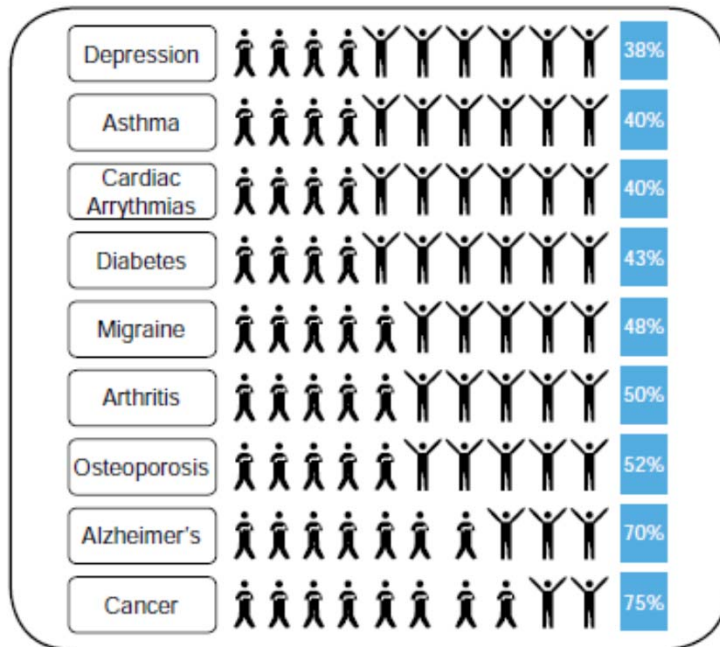 Depression 38%
Asthma 40%
Cardiac
Arrythmias 40%
Diabetes 43%
Migraine 48%
Arthritis 50%
Osteoporosis 52%
Alzheimer's 70%
Cancer 75%